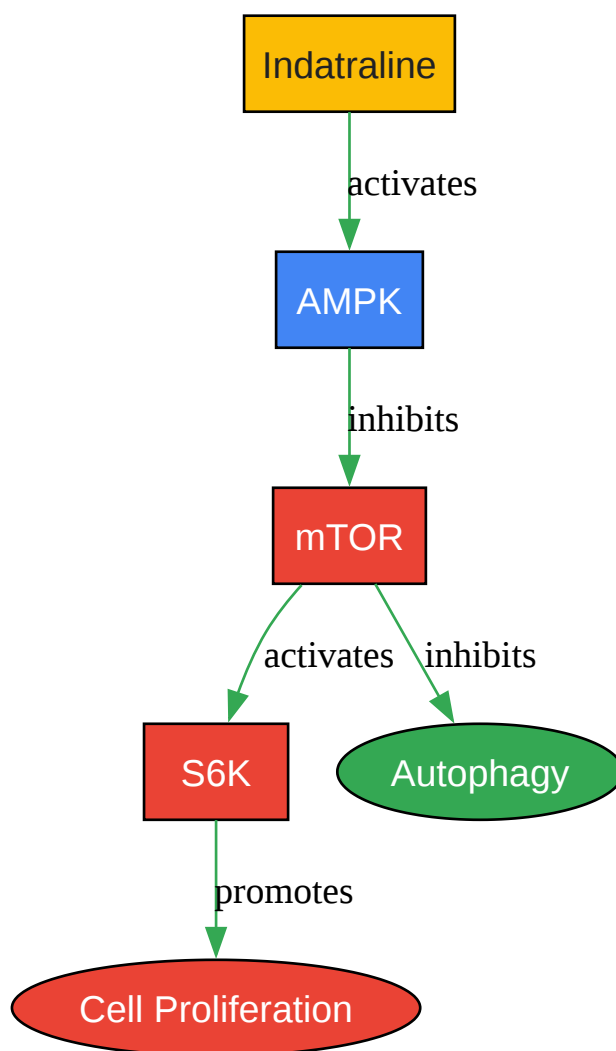 Indatraline
activates
AMPK
inhibits
mTOR
activates
inhibits
S6K
Autophagy
promotes
Cell Proliferation